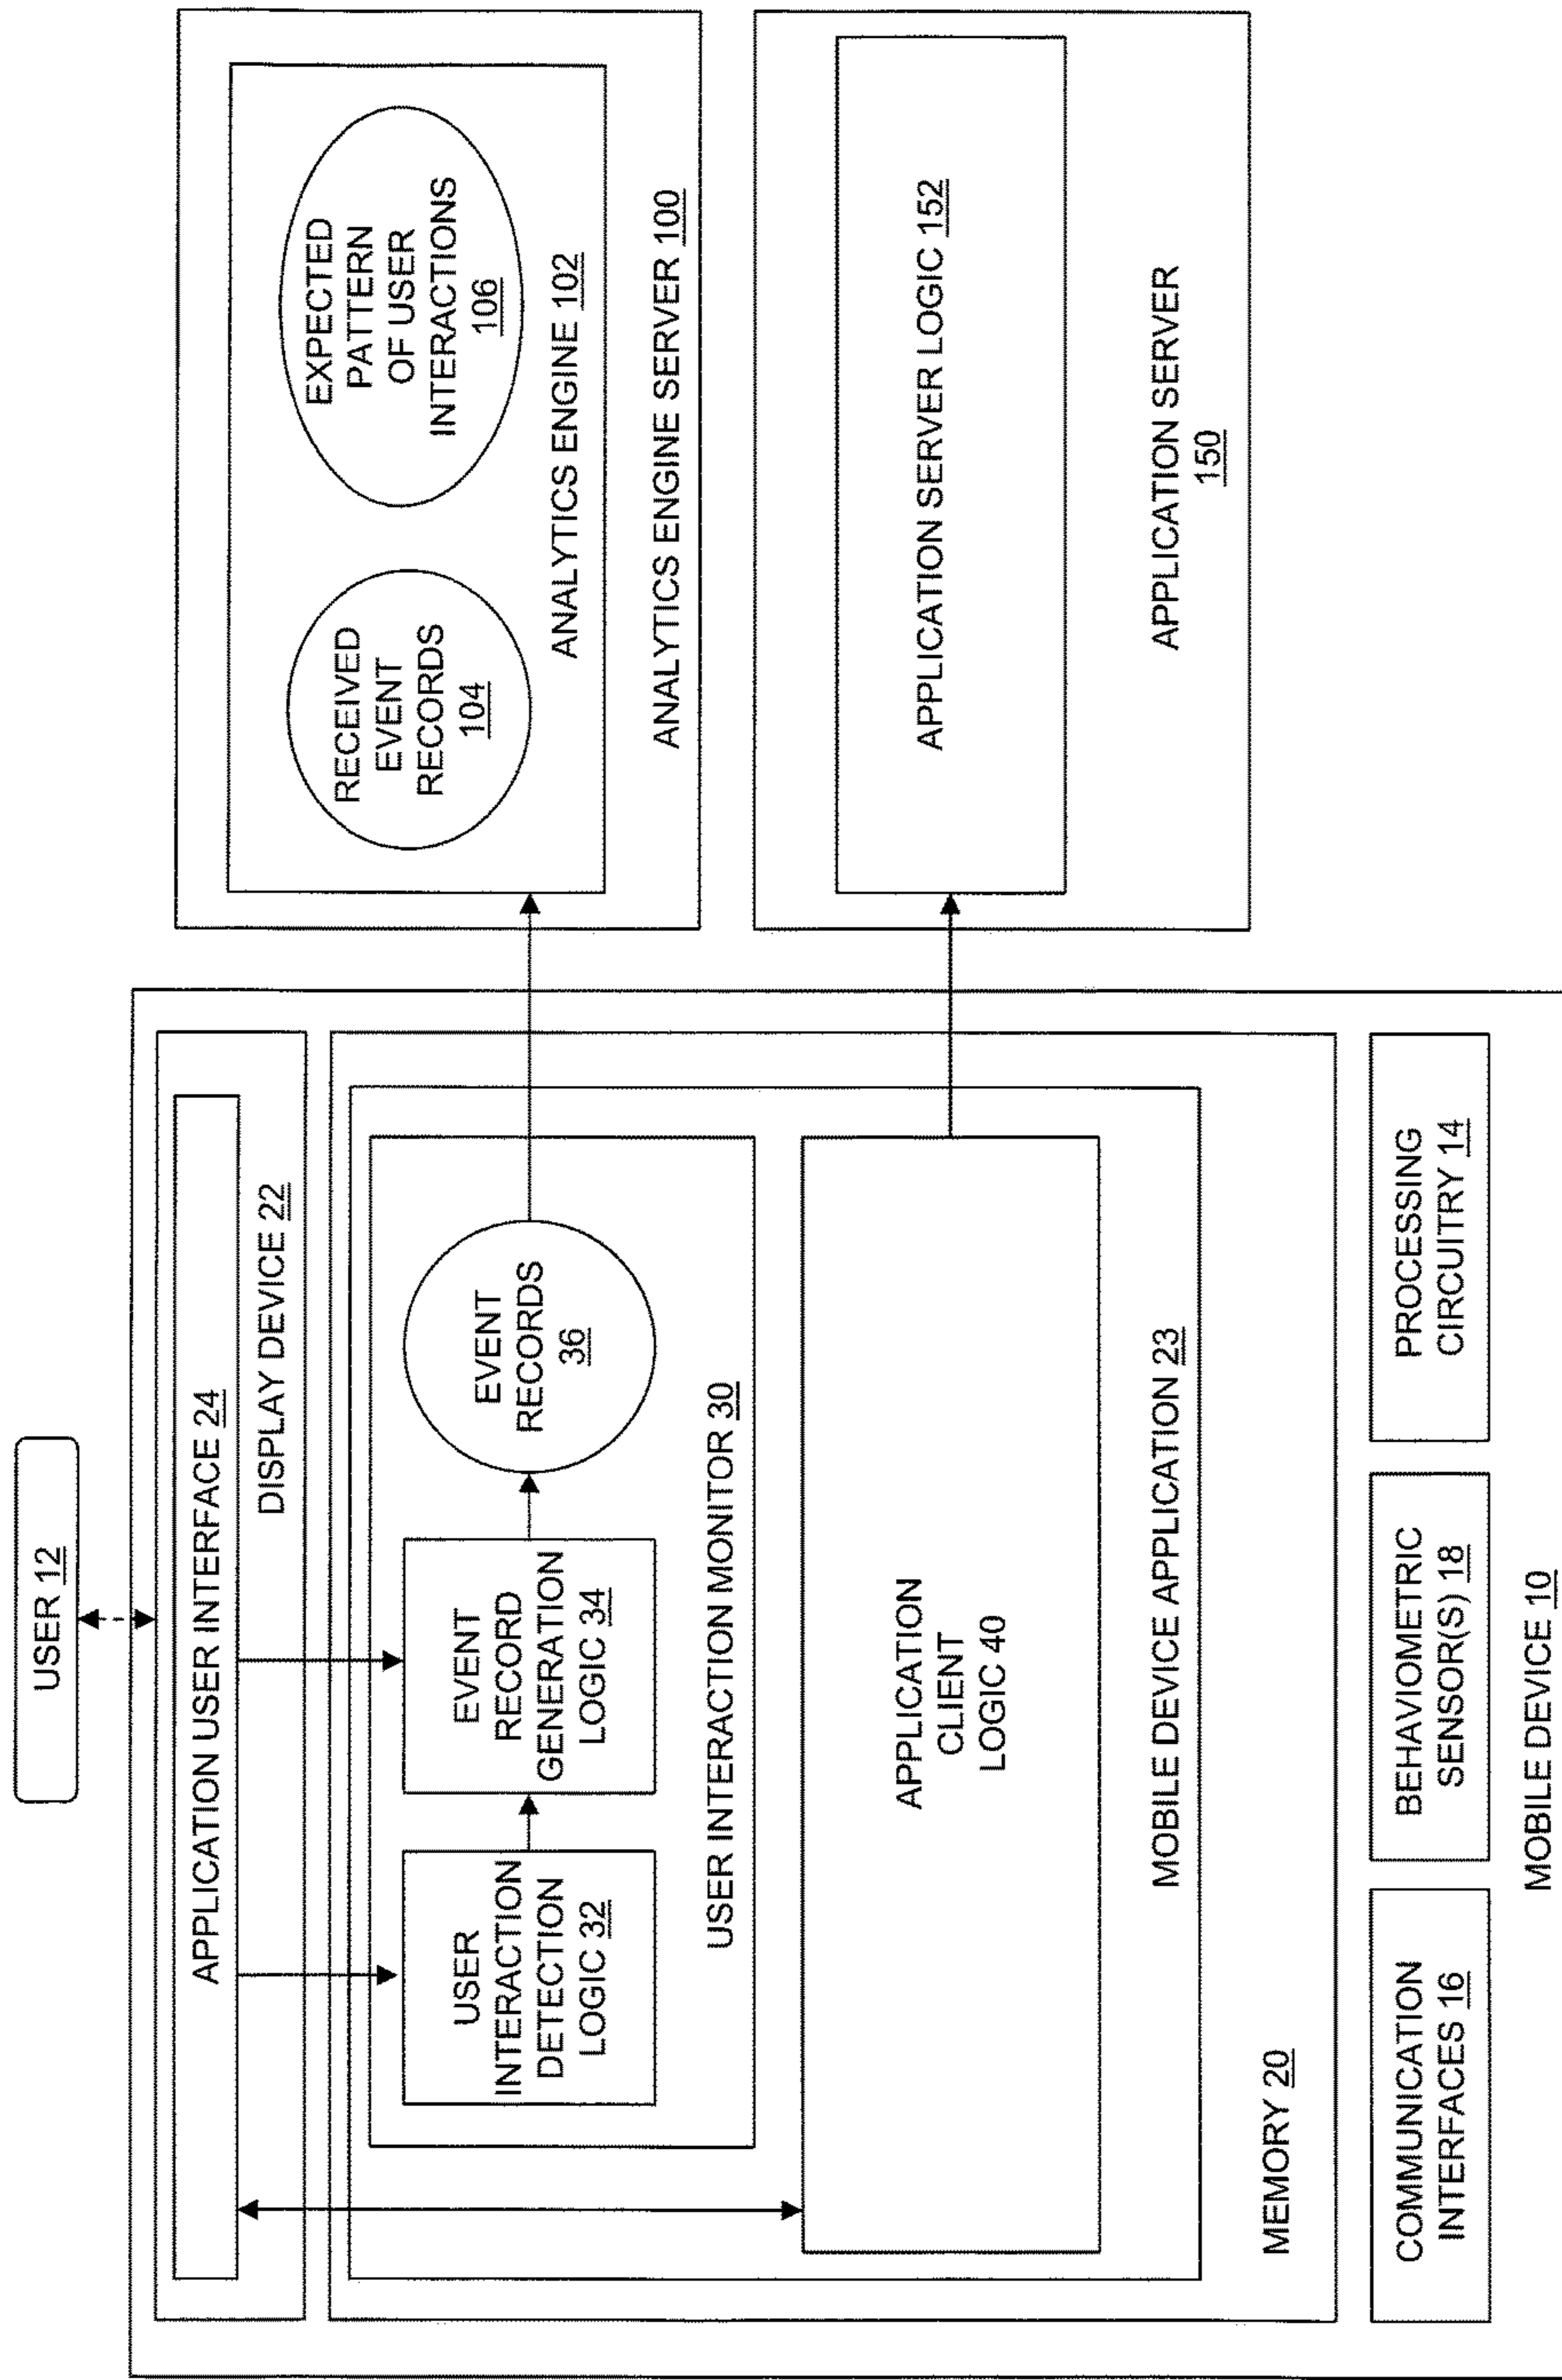 USER 12
APPLICATION USER INTERFACE 24
DISPLAY DEVICE 22
USER
INTERACTION
DETECTION
LOGIC 32
EVENT
RECORD
GENERATION
LOGIC 34
EVENT
RECORDS
36
USER INTERACTION MONITOR 30
APPLICATION
CLIENT
LOGIC 40
MOBILE DEVICE APPLICATION 23
MEMORY 20
COMMUNICATION
INTERFACES 16
BEHAVIOMETRIC
SENSOR(S) 18
PROCESSING
CIRCUITRY 14
MOBILE DEVICE 10
RECEIVED
EVENT
RECORDS
104
EXPECTED
PATTERN
OF USER
INTERACTIONS
106
ANALYTICS ENGINE 102
ANALYTICS ENGINE SERVER 100
APPLICATION SERVER LOGIC 152
APPLICATION SERVER
150